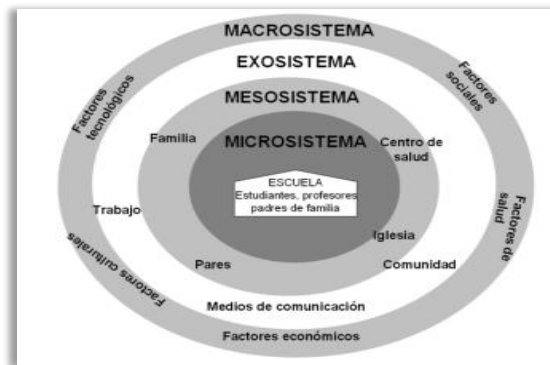 MACROSISTEMA
EXOSISTEMA
MESOSISTEMA
MICROSISTEMA
Factores
tecnológicos
Factores
sociales
Familia
Centro de
salud
ESCUELA
Estudiantes, profesores
padres de familia
Trabajo
Iglesia
Factores de
salud
Pares
Comunidad
Factores culturales
Medios de comunicación
Factores económicos